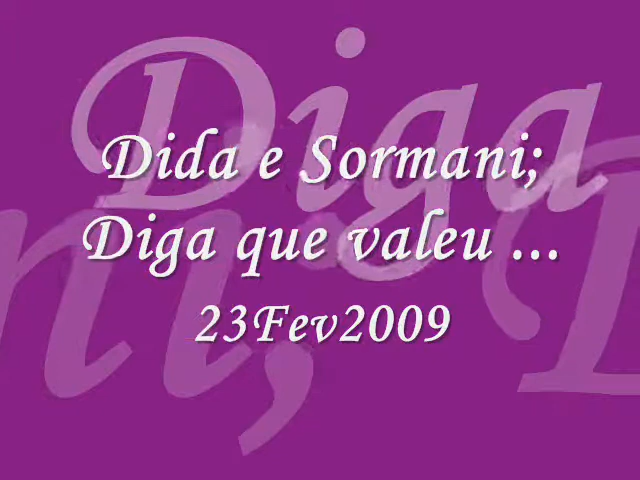 Dida e Sormani;
Diga que valeu ...
23Fev2009